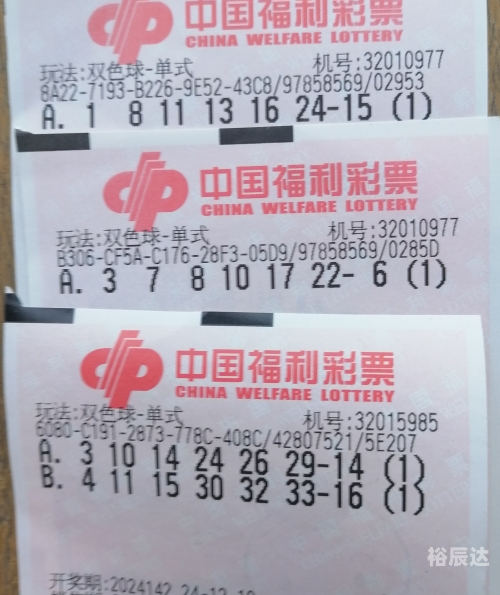 中国福利彩票
CHINA WELFARE LOTTERY
玩法:双色球-单式 机号:32010977
8A22-7193-B226-9E52-43C8/97858569/02953
A. 1 8 11 13 16 24-15 (1)
中国福利彩票
CHINA WELFARE LOTTERY
玩法:双色球-单式 机号:32010977
B306-CF5A-C176-28F3-05D9/97858569/0285D
A. 3 7 8 10 17 22- 6 (1)
中国福利彩票
CHINA WELFARE LOTTERY
玩法:双色球-单式 机号:32015985
6080-C191-2873-778C-408C/42807521/5E207
A. 3 10 14 24 26 29-14 (1)
B. 4 11 15 30 32 33-16 (1)
开奖期:2024142
裕辰达